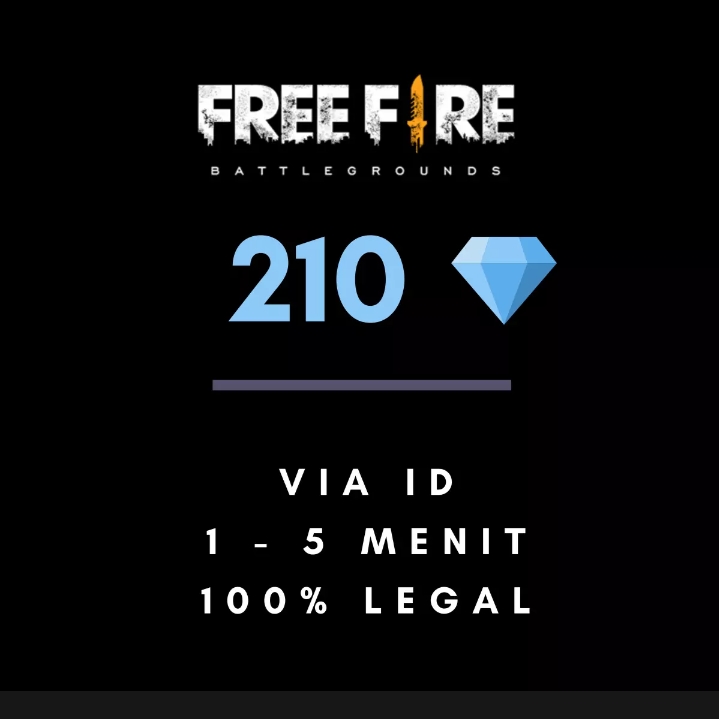 FREE FIRE
BATTLEGROUNDS
210
VIA ID
1 - 5 MENIT
100% LEGAL